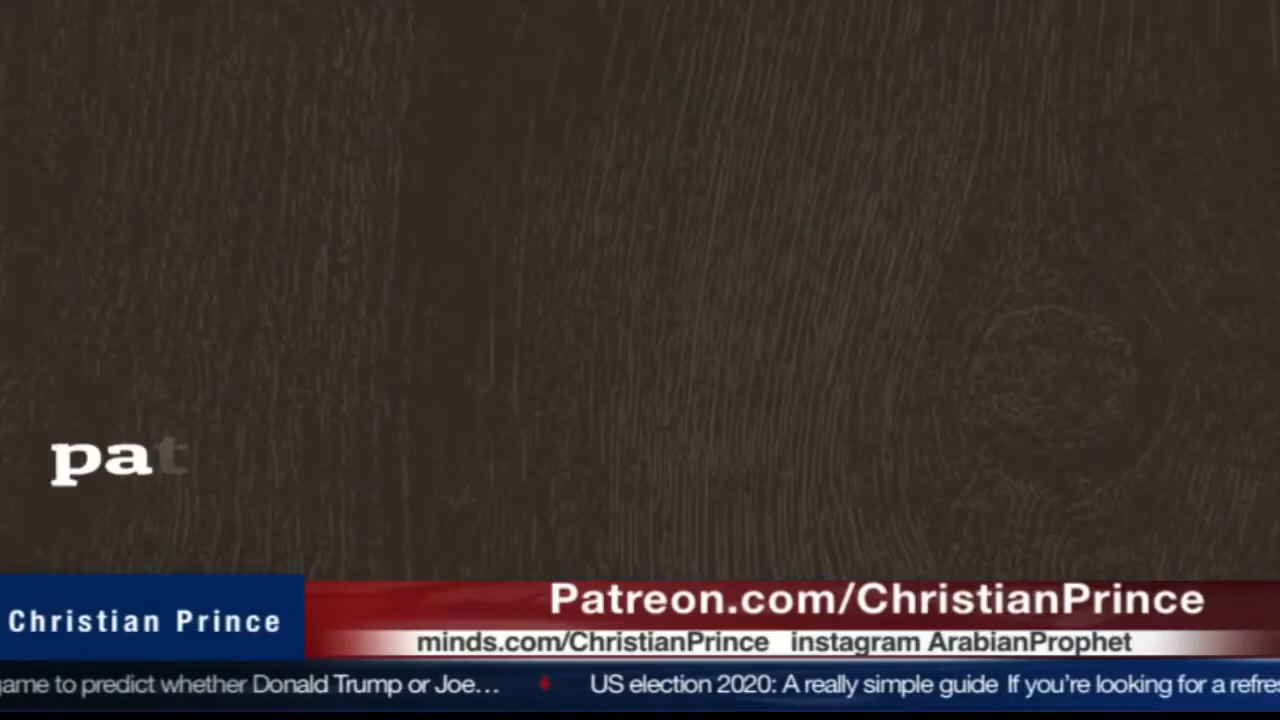 pat
Christian Prince
Patreon.com/ChristianPrince
minds.com/ChristianPrince instagram ArabianProphet
game to predict whether Donald Trump or Joe… ♦ US election 2020: A really simple guide If you're looking for a refre